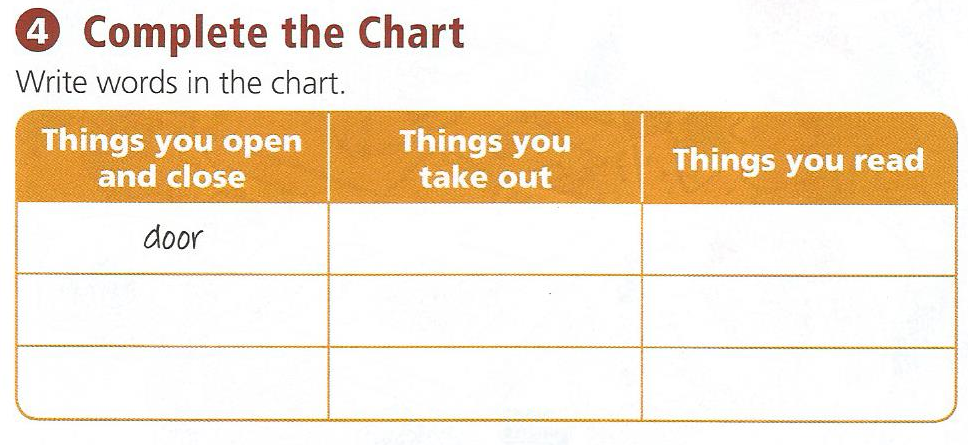 4 Complete the Chart
Write words in the chart.
Things you open
and close
Things you
take out
Things you read
door